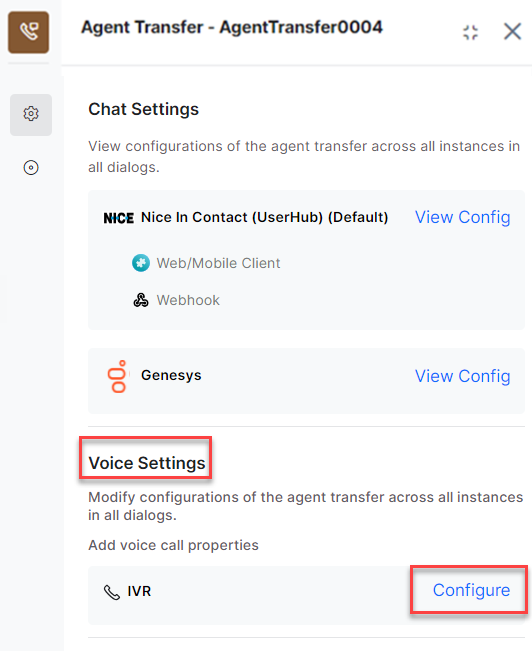 Agent Transfer - AgentTransfer0004
Chat Settings
View configurations of the agent transfer across all instances in
all dialogs.
NICE Nice In Contact (UserHub) (Default) View Config
Web/Mobile Client
Webhook
Genesys View Config
Voice Settings
Modify configurations of the agent transfer across all instances
in all dialogs.
Add voice call properties
IVR Configure